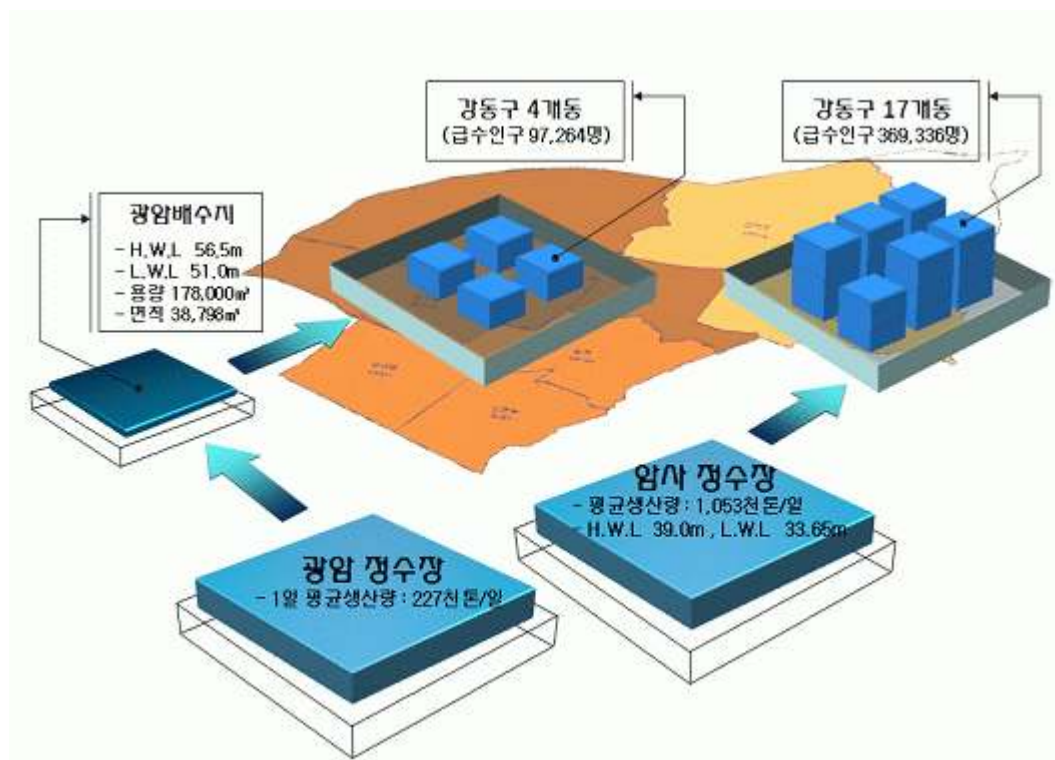 강동구 4개동
(급수인구 97,264명)
강동구 17개동
(급수인구 369,336명)
광암배수지
- H.W.L 56.5m
- L.W.L 51.0m
- 용량 178,000㎥
- 면적 38,798㎡
암사 정수장
- 평균생산량 : 1,053천톤/일
- H.W.L 39.0m , L.W.L 33.65m
광암 정수장
- 1일 평균생산량 : 227천톤/일